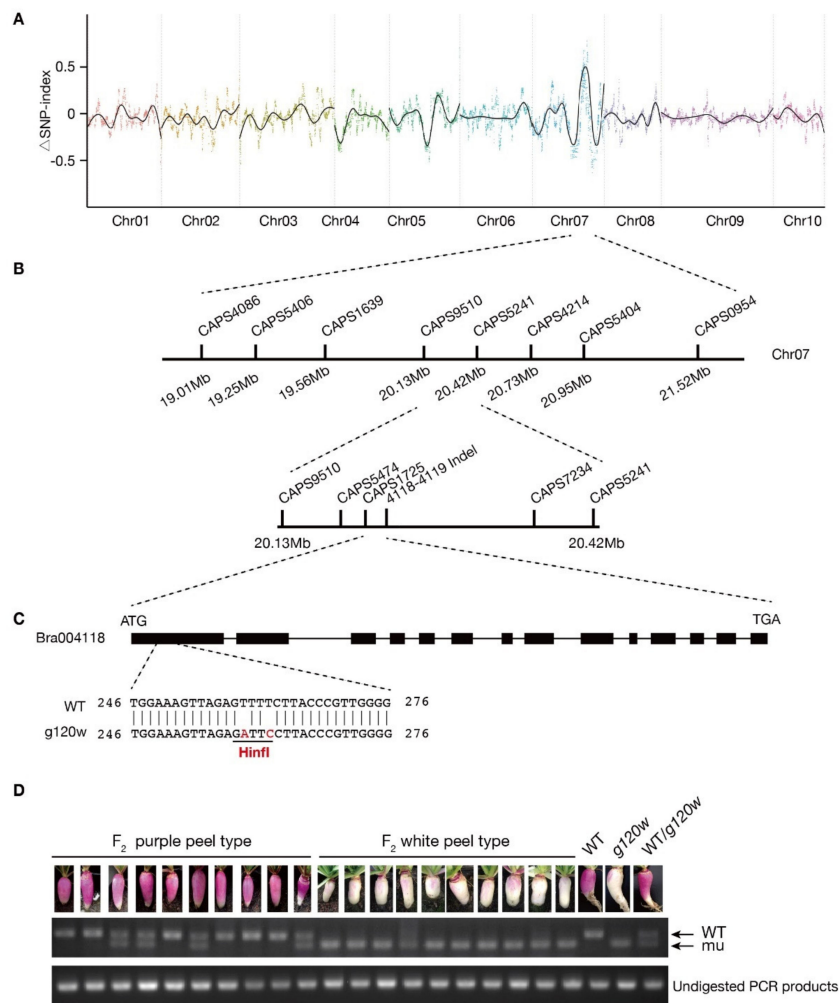 A
△SNP-index
0.5
0
-0.5
Chr01 Chr02 Chr03 Chr04 Chr05 Chr06 Chr07 Chr08 Chr09 Chr10
B
CAPS4086 CAPS5406 CAPS1639 CAPS9510 CAPS5241 CAPS4214 CAPS5404 CAPS0954
Chr07
19.01Mb 19.25Mb 19.56Mb 20.13Mb 20.42Mb 20.73Mb 20.95Mb 21.52Mb
CAPS9510 CAPS5474 CAPS1725 4118-4119 Indel CAPS7234 CAPS5241
20.13Mb 20.42Mb
C
ATG TGA
Bra004118
WT 246 TGGAAAGTTAGAGTTTTCTTACCCGTTGGGG 276
g120w 246 TGGAAAGTTAGAGATTCCTTACCCGTTGGGG 276
HinfI
D
F2 purple peel type F2 white peel type WT g120w WT/g120w
WT
mu
Undigested PCR products